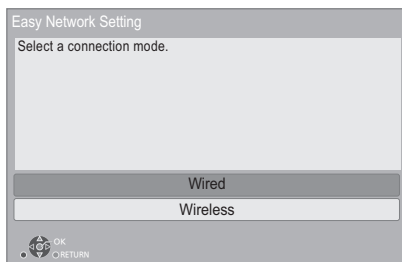 Easy Network Setting
Select a connection mode.
Wired
Wireless
OK
RETURN